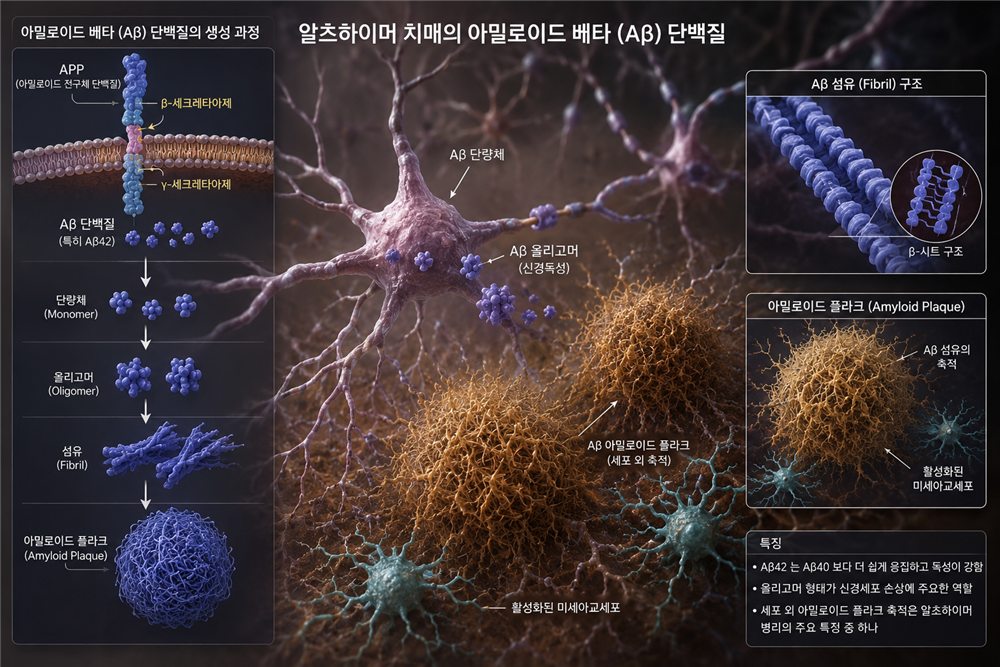 아밀로이드 베타 (Aβ) 단백질의 생성 과정
APP
(아밀로이드 전구체 단백질)
β-세크레타아제
γ-세크레타아제
Aβ 단백질
(특히 Aβ42)
단량체
(Monomer)
올리고머
(Oligomer)
섬유
(Fibril)
아밀로이드 플라크
(Amyloid Plaque)
알츠하이머 치매의 아밀로이드 베타 (Aβ) 단백질
Aβ 단량체
Aβ 올리고머
(신경독성)
Aβ 아밀로이드 플라크
(세포 외 축적)
활성화된 미세아교세포
Aβ 섬유 (Fibril) 구조
β-시트 구조
아밀로이드 플라크 (Amyloid Plaque)
Aβ 섬유의
축적
활성화된
미세아교세포
특징
• Aβ42 는 Aβ40 보다 더 쉽게 응집하고 독성이 강함
• 올리고머 형태가 신경세포 손상에 주요한 역할
• 세포 외 아밀로이드 플라크 축적은 알츠하이머
병리의 주요 특정 중 하나